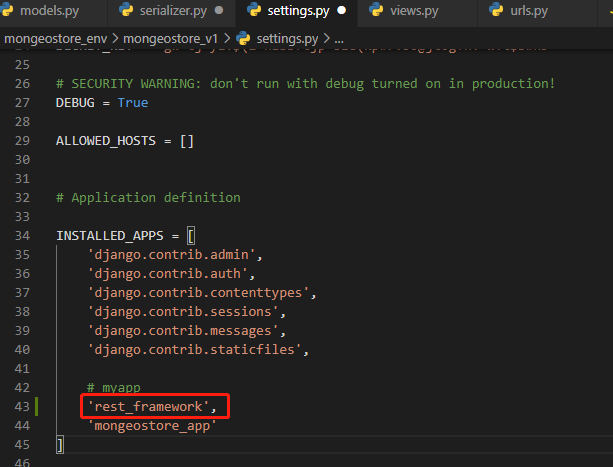 models.py serializer.py settings.py views.py urls.py
mongeostore_env > mongeostore_v1 > settings.py > ...
25
26 # SECURITY WARNING: don't run with debug turned on in production!
27 DEBUG = True
28
29 ALLOWED_HOSTS = []
30
31
32 # Application definition
33
34 INSTALLED_APPS = [
35 'django.contrib.admin',
36 'django.contrib.auth',
37 'django.contrib.contenttypes',
38 'django.contrib.sessions',
39 'django.contrib.messages',
40 'django.contrib.staticfiles',
41
42 # myapp
43 'rest_framework',
44 'mongeostore_app'
45 ]
46